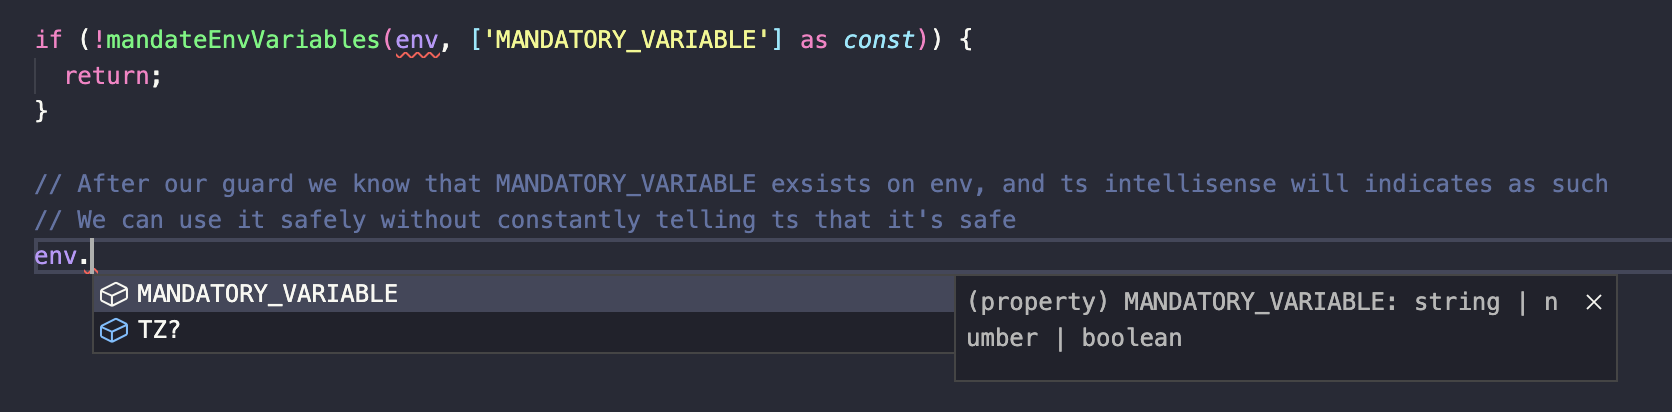 if (!mandateEnvVariables(env, ['MANDATORY_VARIABLE'] as const)) {
return;
}
// After our guard we know that MANDATORY_VARIABLE exsists on env, and ts intellisense will indicates as such
// We can use it safely without constantly telling ts that it's safe
env.
MANDATORY_VARIABLE
TZ?
(property) MANDATORY_VARIABLE: string | n
umber | boolean